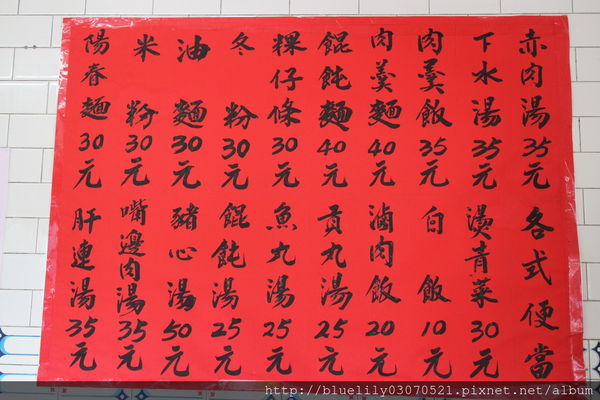 赤肉湯35元
下水湯35元
肉羹飯35元
肉羹麵40元
餛飩麵40元
粿仔條30元
冬粉30元
油麵30元
米粉30元
陽春麵30元
各式便當
燙青菜30元
白飯10元
滷肉飯20元
貢丸湯25元
魚丸湯25元
餛飩湯25元
豬心湯50元
嘴邊肉湯35元
肝連湯35元
http://bluelily03070521.pixnet.net/album